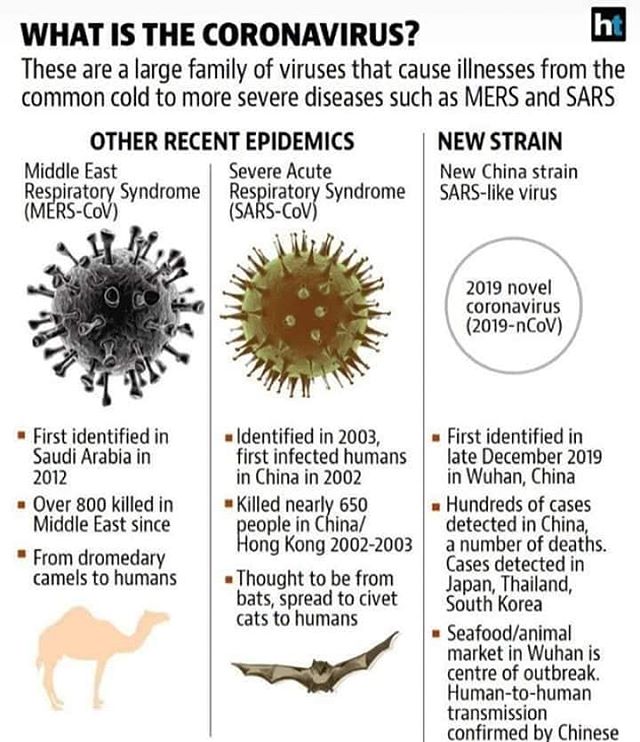 ht
WHAT IS THE CORONAVIRUS?
These are a large family of viruses that cause illnesses from the
common cold to more severe diseases such as MERS and SARS
OTHER RECENT EPIDEMICS
Middle East
Respiratory Syndrome
(MERS-CoV)
First identified in
Saudi Arabia in
2012
Over 800 killed in
Middle East since
From dromedary
camels to humans
Severe Acute
Respiratory Syndrome
(SARS-CoV)
Identified in 2003,
first infected humans
in China in 2002
Killed nearly 650
people in China/
Hong Kong 2002-2003
Thought to be from
bats, spread to civet
cats to humans
NEW STRAIN
New China strain
SARS-like virus
2019 novel
coronavirus
(2019-nCoV)
First identified in
late December 2019
in Wuhan, China
Hundreds of cases
detected in China,
a number of deaths.
Cases detected in
Japan, Thailand,
South Korea
Seafood/animal
market in Wuhan is
centre of outbreak.
Human-to-human
transmission
confirmed by Chinese